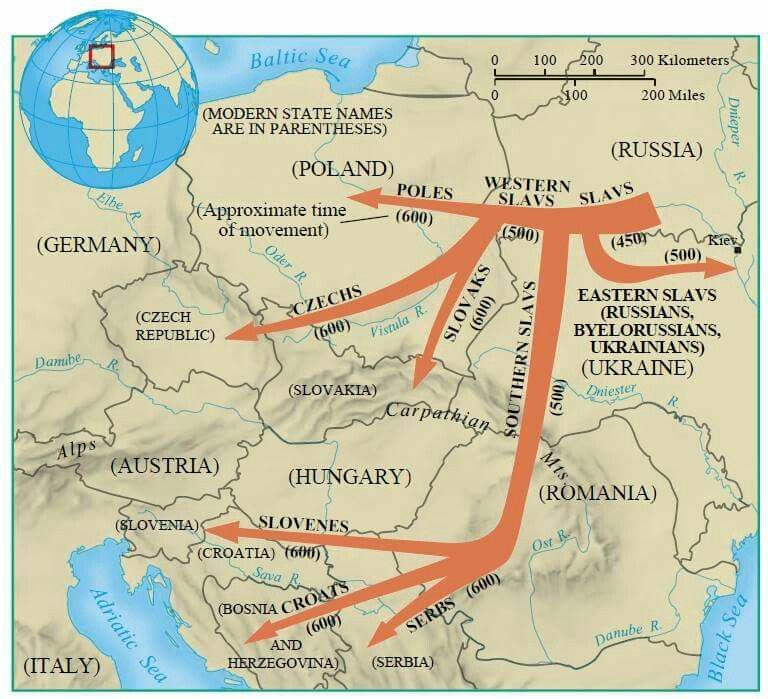 Baltic Sea
0 100 200 300 Kilometers
0 100 200 Miles
(MODERN STATE NAMES
ARE IN PARENTHESES)
Dnieper R.
(RUSSIA)
(POLAND)
WESTERN
SLAVS
SLAVS
POLES
(600)
(500)
(450)
(Approximate time
of movement)
Elbe R.
(GERMANY)
Oder R.
Kiev
(500)
EASTERN SLAVS
(RUSSIANS,
BYELORUSSIANS,
UKRAINIANS)
(UKRAINE)
CZECHS
(600)
SLOVAKS
(600)
Vistula R.
(CZECH
REPUBLIC)
SOUTHERN SLAVS
(500)
Danube R.
Dniester R.
(SLOVAKIA)
Carpathian Mts.
Alps
(AUSTRIA)
(HUNGARY)
(ROMANIA)
(SLOVENIA)
SLOVENES
(CROATIA) (600)
Ost R.
Sava R.
(BOSNIA CROATS
(600)
SERBS (600)
AND
HERZEGOVINA)
(SERBIA)
Adriatic Sea
(ITALY)
Danube R.
Black Sea